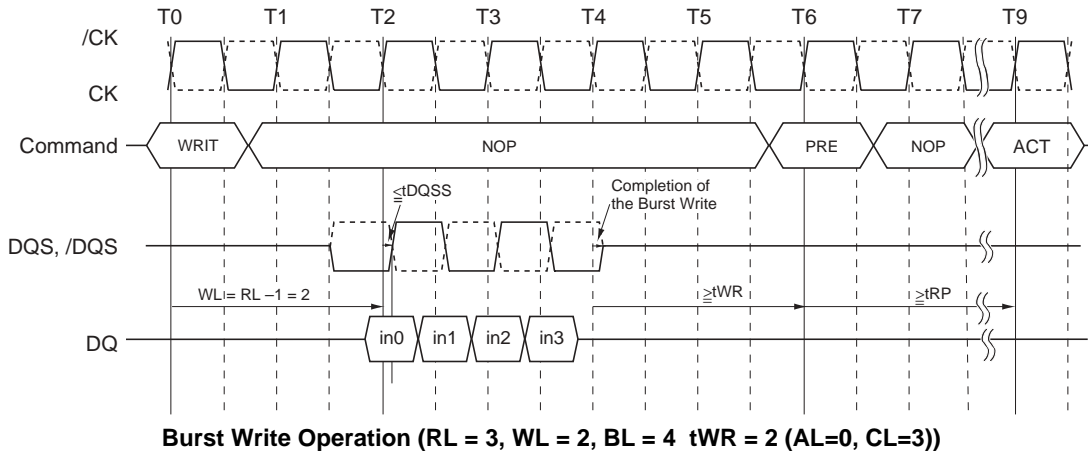 T0 T1 T2 T3 T4 T5 T6 T7 T9
/CK
CK
Command WRIT NOP PRE NOP ACT
≦tDQSS
Completion of
the Burst Write
DQS, /DQS
WL = RL –1 = 2
≧tWR
≧tRP
DQ in0 in1 in2 in3
Burst Write Operation (RL = 3, WL = 2, BL = 4 tWR = 2 (AL=0, CL=3))